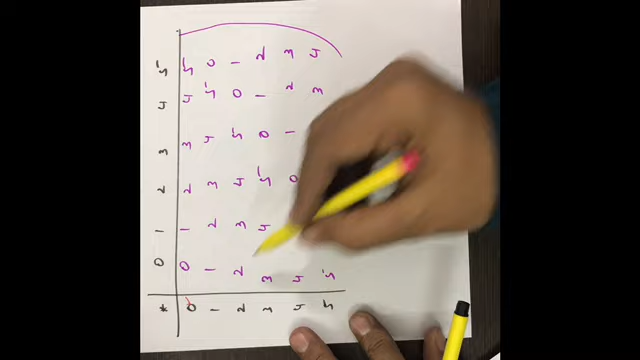 * 0 1 2 3 4 5
0 0 1 2 3 4 5
1 1 2 3 4 5 0
2 2 3 4 5 0 1
3 3 4 5 0 1 2
4 4 0 1 2 3
5 5 3 4